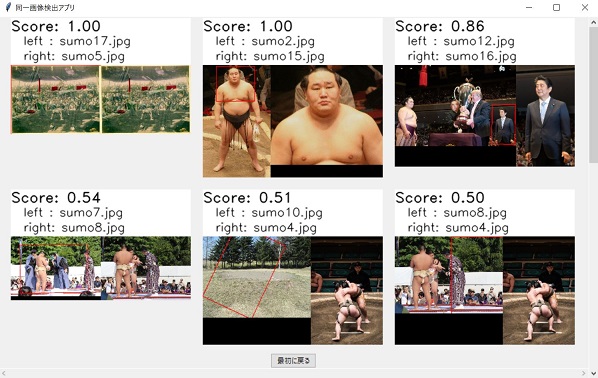 同一画像検出アプリ
Score: 1.00
left : sumo17.jpg
right: sumo5.jpg
Score: 1.00
left : sumo2.jpg
right: sumo15.jpg
Score: 0.86
left : sumo12.jpg
right: sumo16.jpg
Score: 0.54
left : sumo7.jpg
right: sumo8.jpg
Score: 0.51
left : sumo10.jpg
right: sumo4.jpg
Score: 0.50
left : sumo8.jpg
right: sumo4.jpg
最初に戻る